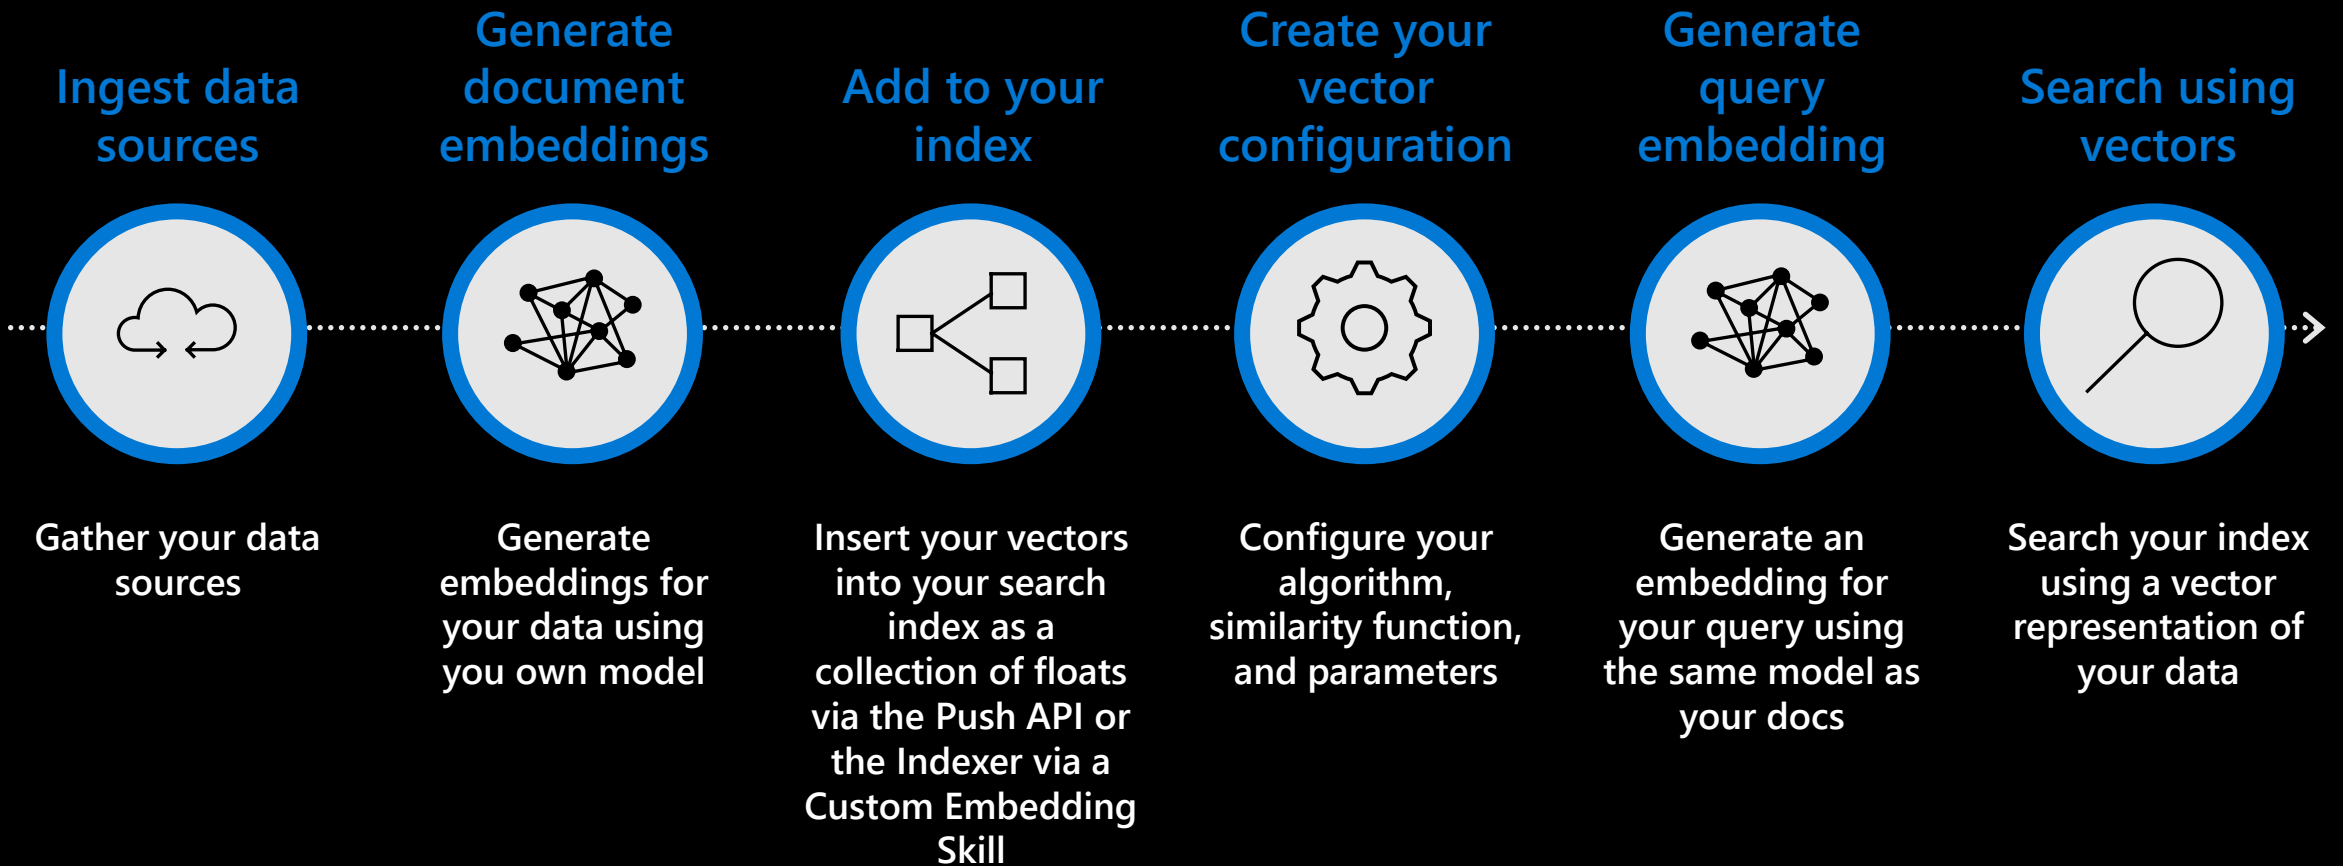 Ingest data
sources
Generate
document
embeddings
Add to your
index
Create your
vector
configuration
Generate
query
embedding
Search using
vectors
Gather your data
sources
Generate
embeddings for
your data using
you own model
Insert your vectors
into your search
index as a
collection of floats
via the Push API or
the Indexer via a
Custom Embedding
Skill
Configure your
algorithm,
similarity function,
and parameters
Generate an
embedding for
your query using
the same model as
your docs
Search your index
using a vector
representation of
your data